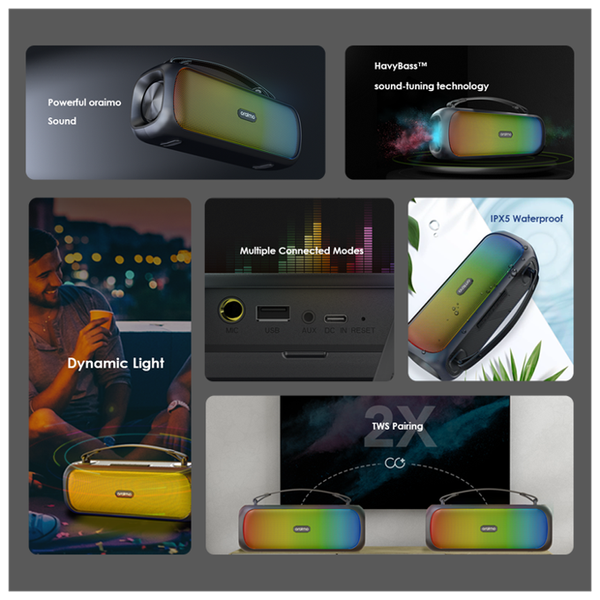 Powerful oraimo
Sound
oraimo
HavyBass™
sound-tuning technology
oraimo
Dynamic Light
oraimo
Multiple Connected Modes
MIC USB AUX DC IN RESET
IPX5 Waterproof
oraimo
2X
TWS Pairing
oraimo
oraimo